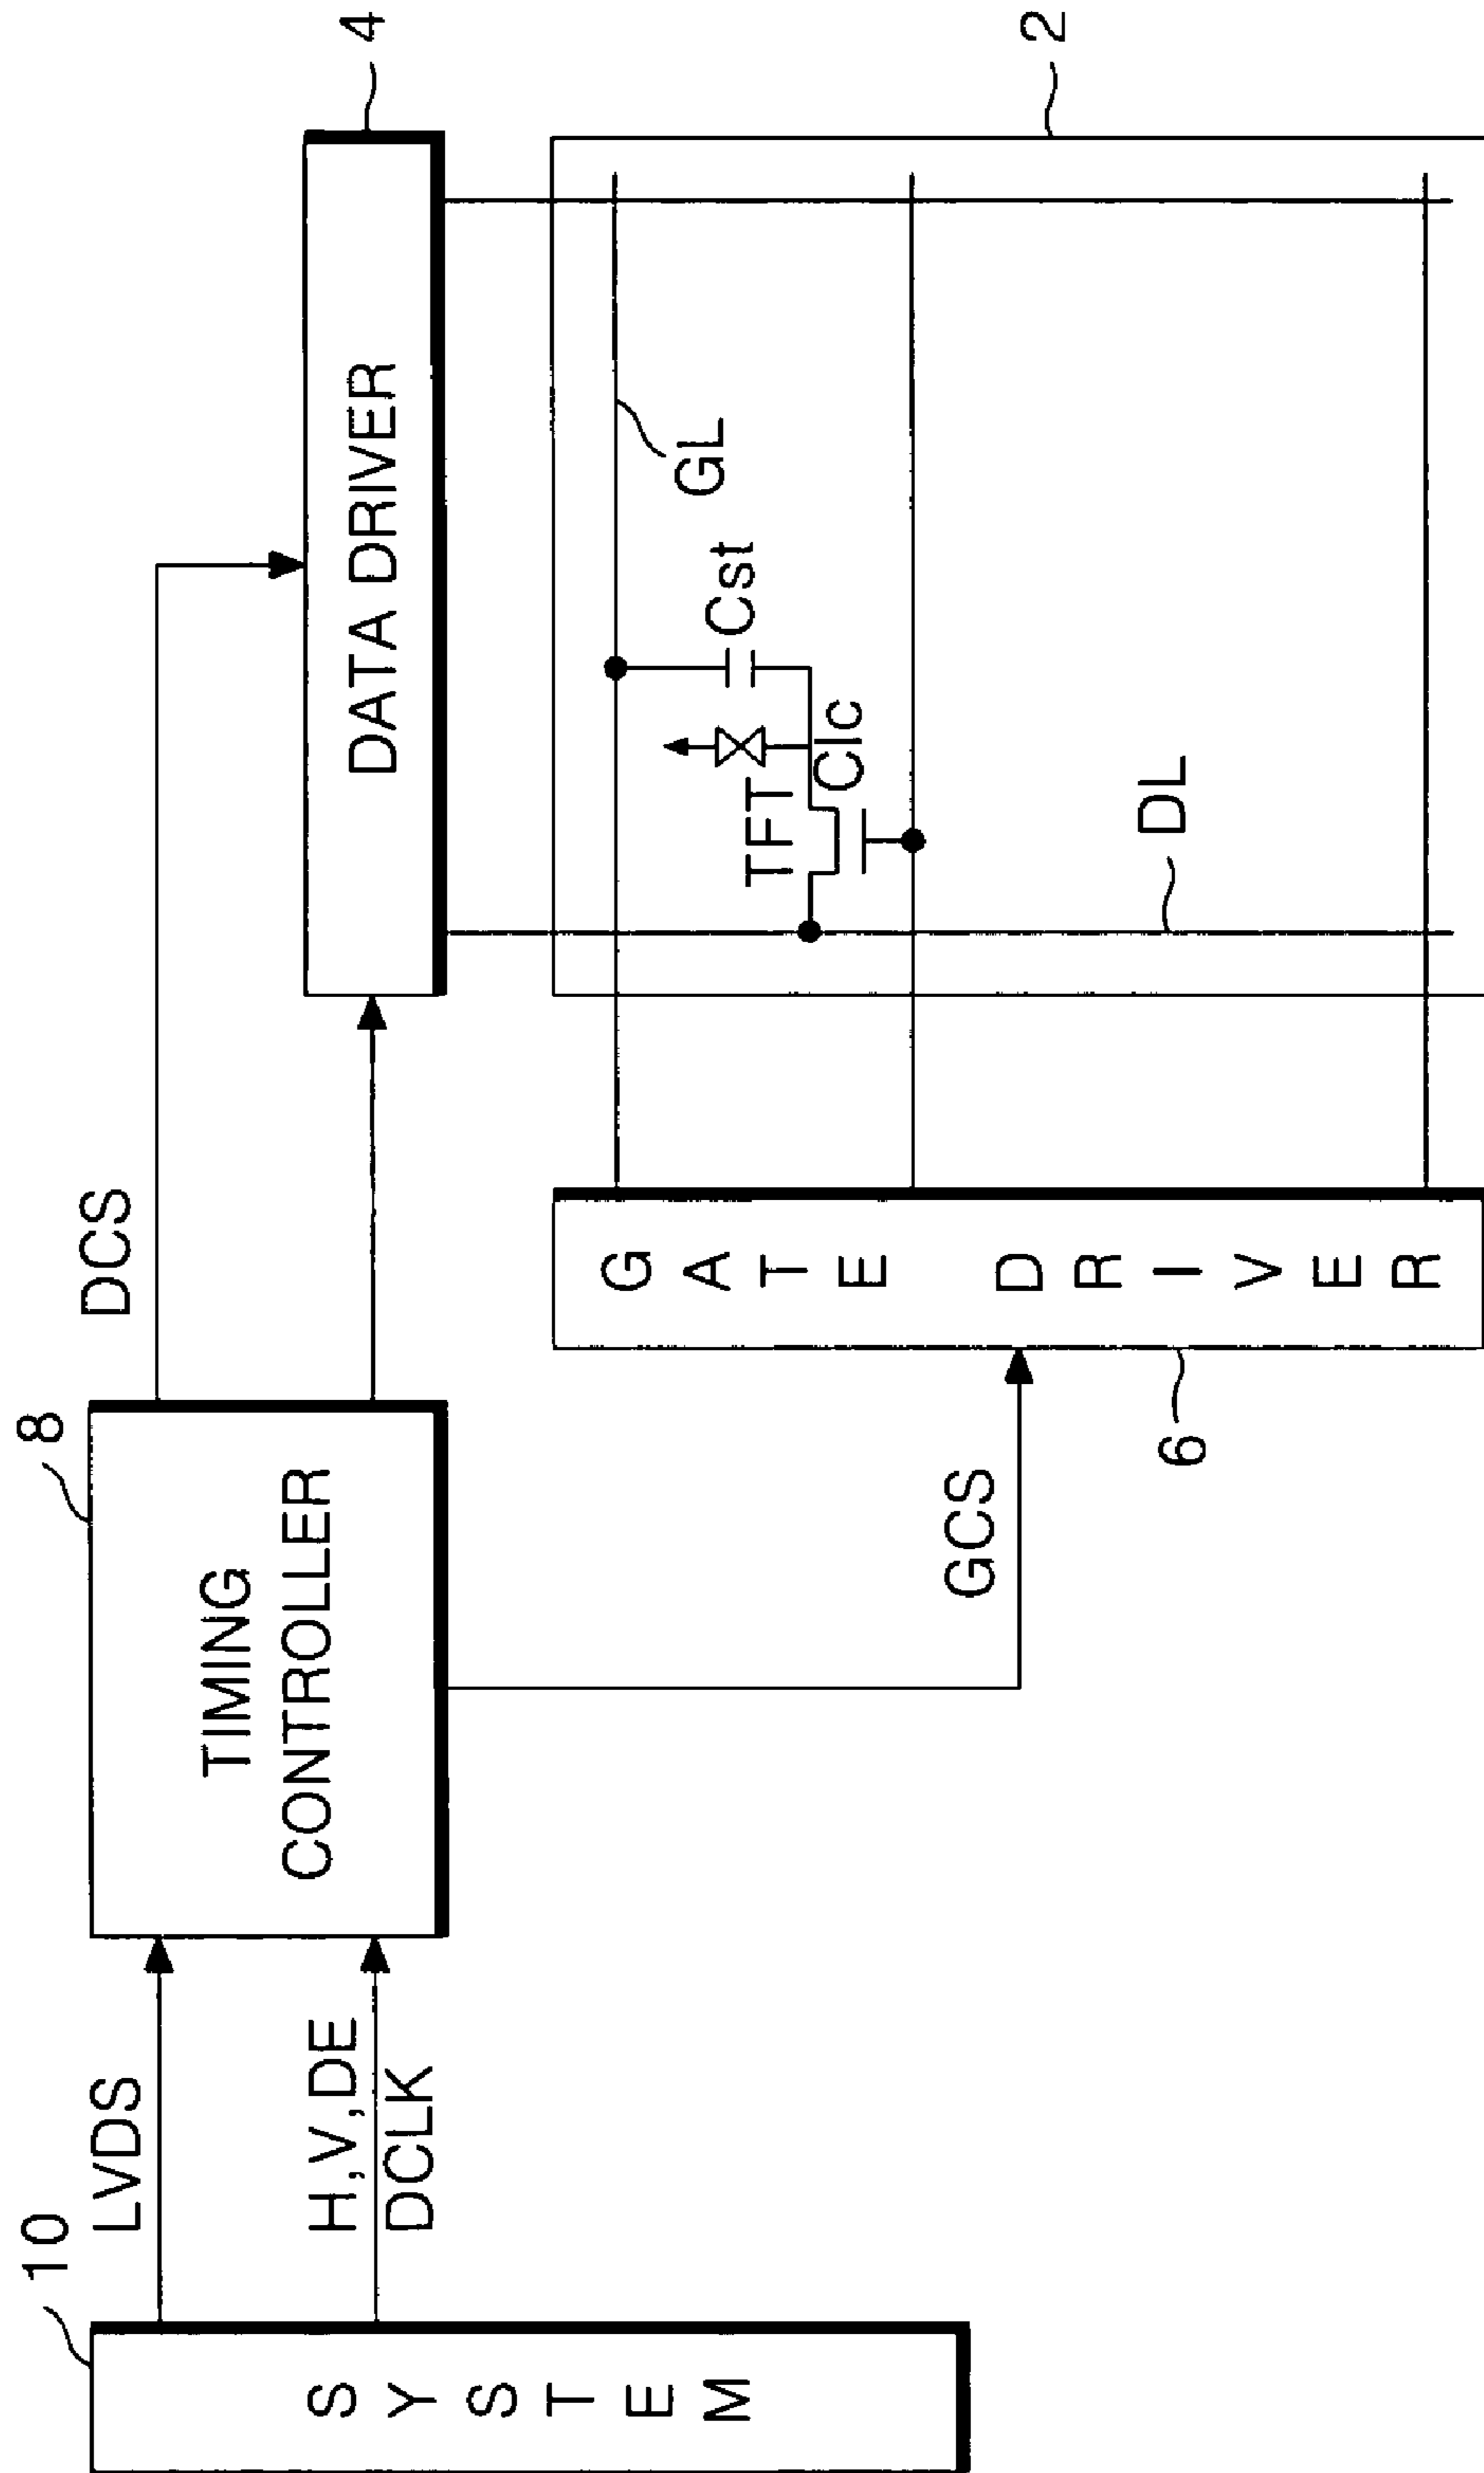 10
SYSTEM
LVDS
H,V,DE
DCLK
8
TIMING
CONTROLLER
DCS
GCS
4
DATA DRIVER
6
GATE DRIVER
2
GL
Cst
TFT
Clc
DL